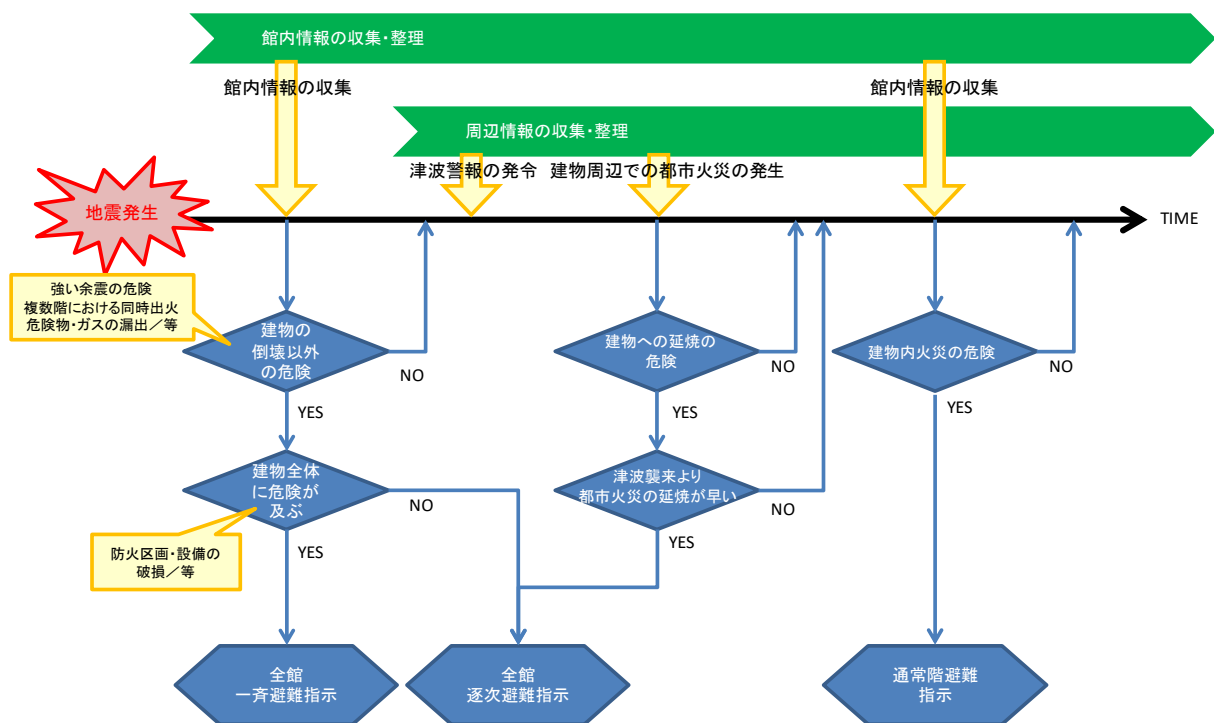 館内情報の収集・整理
館内情報の収集
館内情報の収集
周辺情報の収集・整理
津波警報の発令
建物周辺での都市火災の発生
地震発生
TIME
強い余震の危険
複数階における同時出火
危険物・ガスの漏出／等
建物の
倒壊以外
の危険
NO
建物への延焼の
危険
NO
建物内火災の危険
NO
YES
YES
YES
建物全体
に危険が
及ぶ
NO
津波襲来より
都市火災の延焼が早い
NO
YES
YES
防火区画・設備の
破損／等
全館
一斉避難指示
全館
逐次避難指示
通常階避難
指示